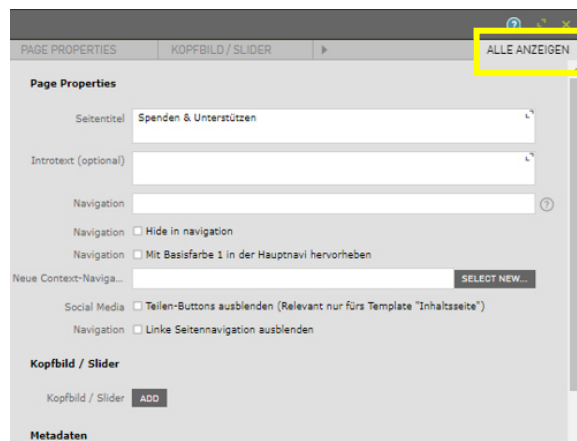 PAGE PROPERTIES KOPFBILD / SLIDER ALLE ANZEIGEN
Page Properties
Seitentitel Spenden & Unterstützen
Introtext (optional)
Navigation
Navigation Hide in navigation
Navigation Mit Basisfarbe 1 in der Hauptnavi hervorheben
Neue Context-Naviga... SELECT NEW...
Social Media Teilen-Buttons ausblenden (Relevant nur fürs Template "Inhaltsseite")
Navigation Linke Seitennavigation ausblenden
Kopfbild / Slider
Kopfbild / Slider ADD
Metadaten